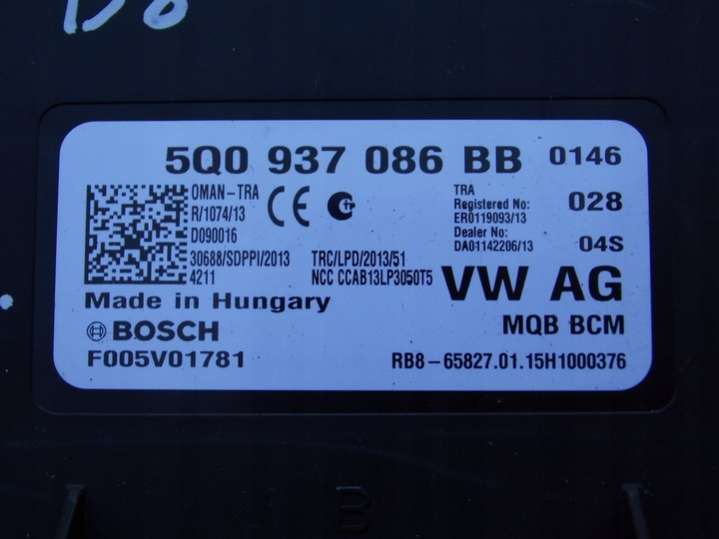 5Q0 937 086 BB 0146
OMAN-TRA
R/1074/13
D090016
30688/SDPPI/2013
4211
CE
TRC/LPD/2013/51
NCC CCAB13LP3050T5
TRA
Registered No:
ER0119093/13
Dealer No:
DA01142206/13
028
04S
Made in Hungary
VW AG
BOSCH
MQB BCM
F005V01781
RB8-65827.01.15H1000376
B